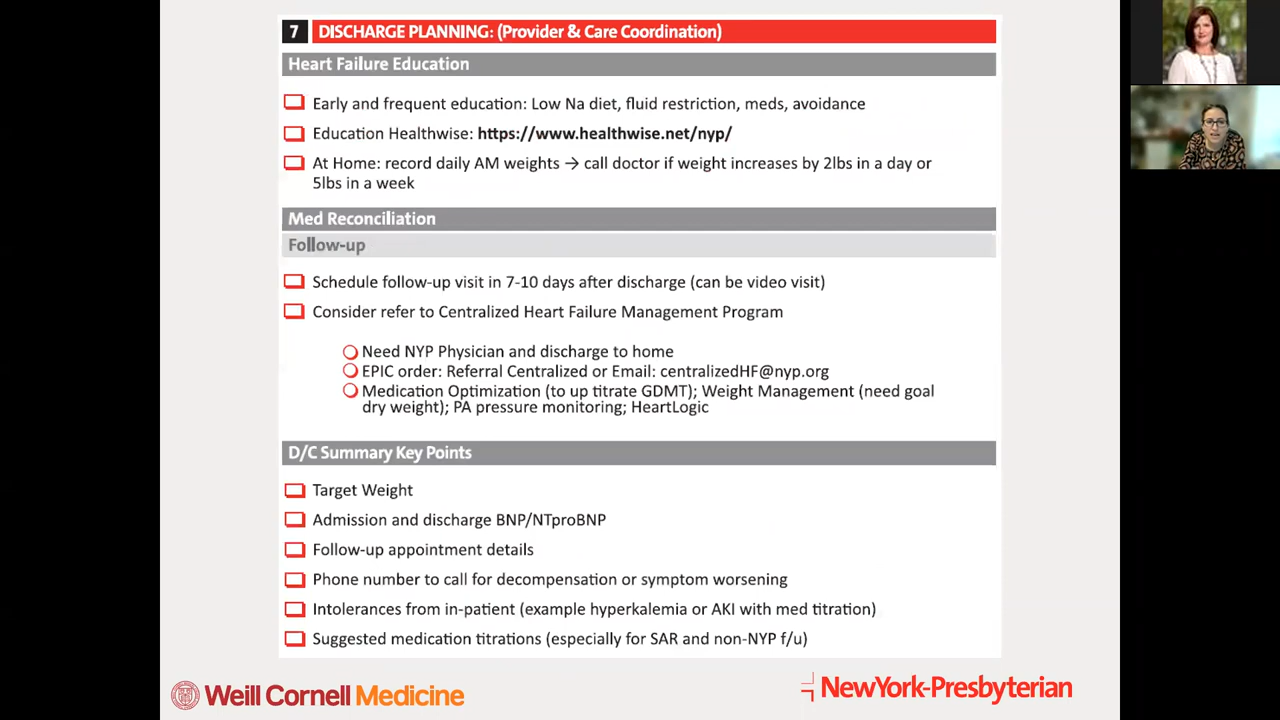 7 DISCHARGE PLANNING: (Provider & Care Coordination)
Heart Failure Education
Early and frequent education: Low Na diet, fluid restriction, meds, avoidance
Education Healthwise: https://www.healthwise.net/nyp/
At Home: record daily AM weights → call doctor if weight increases by 2lbs in a day or
5lbs in a week
Med Reconciliation
Follow-up
Schedule follow-up visit in 7-10 days after discharge (can be video visit)
Consider refer to Centralized Heart Failure Management Program
Need NYP Physician and discharge to home
EPIC order: Referral Centralized or Email: centralizedHF@nyp.org
Medication Optimization (to up titrate GDMT); Weight Management (need goal
dry weight); PA pressure monitoring; HeartLogic
D/C Summary Key Points
Target Weight
Admission and discharge BNP/NTproBNP
Follow-up appointment details
Phone number to call for decompensation or symptom worsening
Intolerances from in-patient (example hyperkalemia or AKI with med titration)
Suggested medication titrations (especially for SAR and non-NYP f/u)
Weill Cornell Medicine
NewYork-Presbyterian